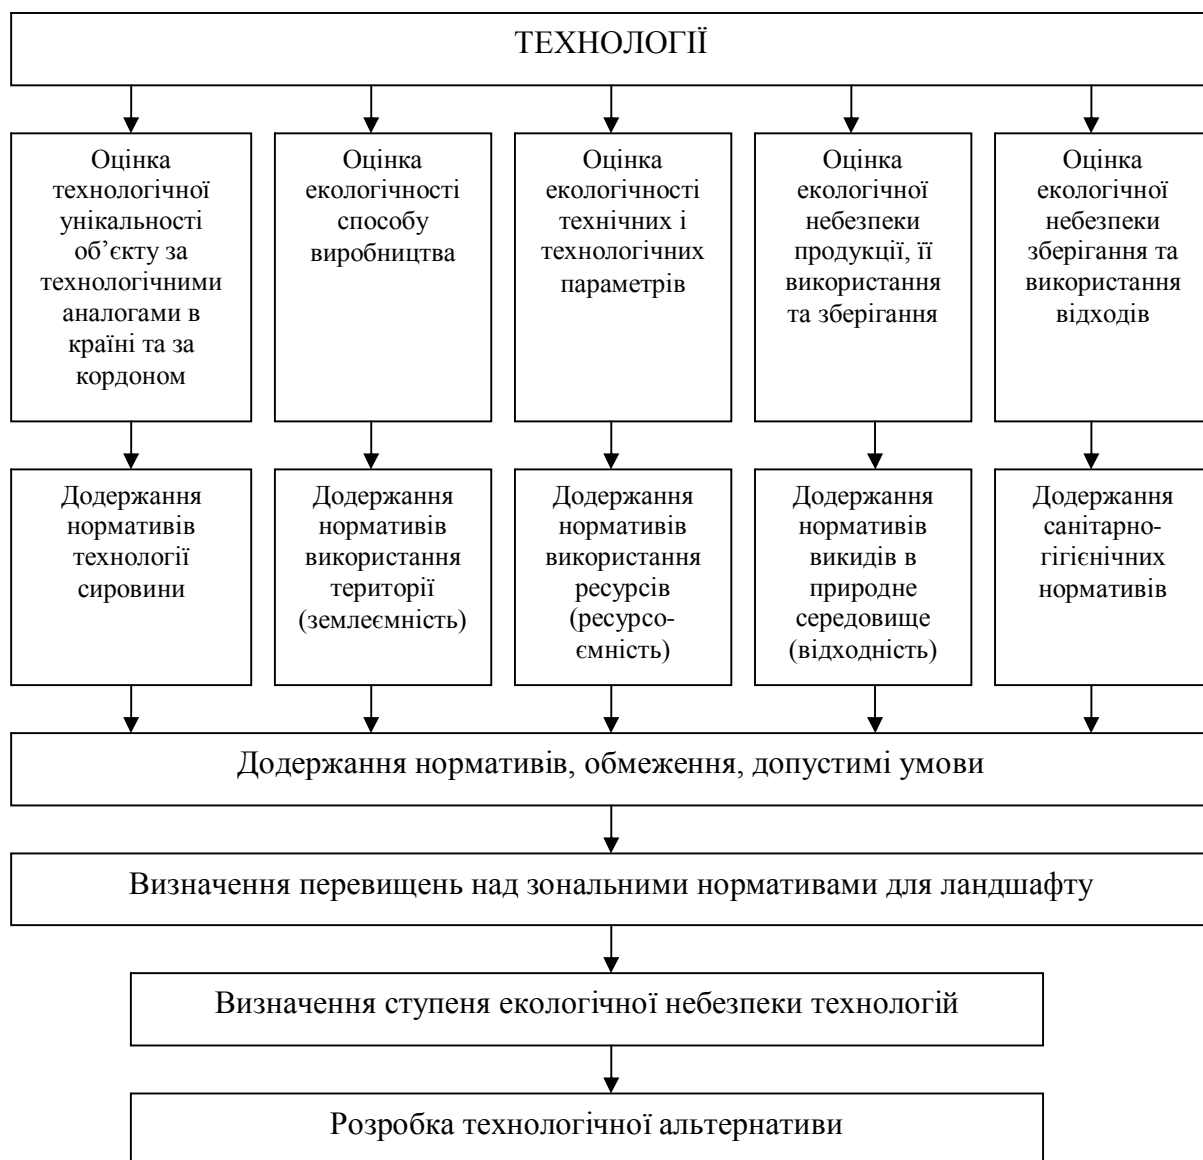 ТЕХНОЛОГІЇ
Оцінка
технологічної
унікальності
об’єкту за
технологічними
аналогами в
країні та за
кордоном
Оцінка
екологічності
способу
виробництва
Оцінка
екологічності
технічних і
технологічних
параметрів
Оцінка
екологічної
небезпеки
продукції, її
використання
та зберігання
Оцінка
екологічної
небезпеки
зберігання та
використання
відходів
Додержання
нормативів
технології
сировини
Додержання
нормативів
використання
території
(землеємність)
Додержання
нормативів
використання
ресурсів
(ресурсо-
ємність)
Додержання
нормативів
викидів в
природне
середовище
(відходність)
Додержання
санітарно-
гігієнічних
нормативів
Додержання нормативів, обмеження, допустимі умови
Визначення перевищень над зональними нормативами для ландшафту
Визначення ступеня екологічної небезпеки технологій
Розробка технологічної альтернативи